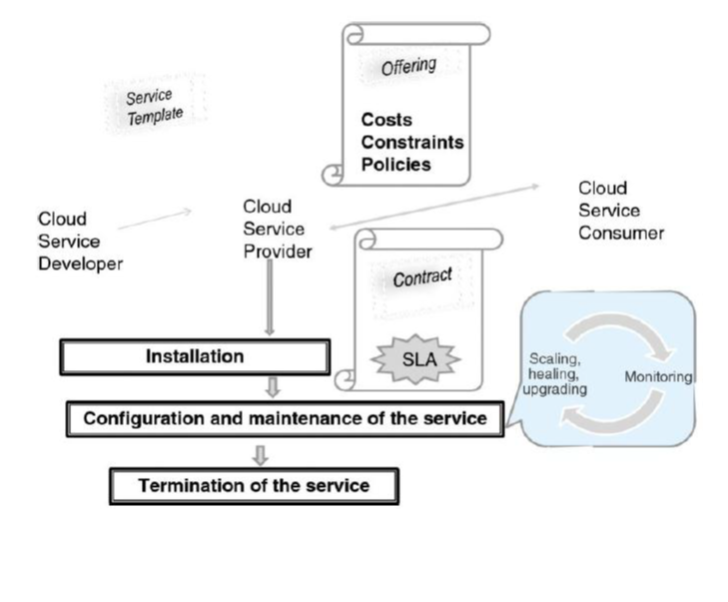 Offering
Service
Template
Costs
Constraints
Policies
Cloud
Service
Developer
Cloud
Service
Provider
Cloud
Service
Consumer
Contract
SLA
Installation
Scaling,
healing,
upgrading
Monitoring
Configuration and maintenance of the service
Termination of the service